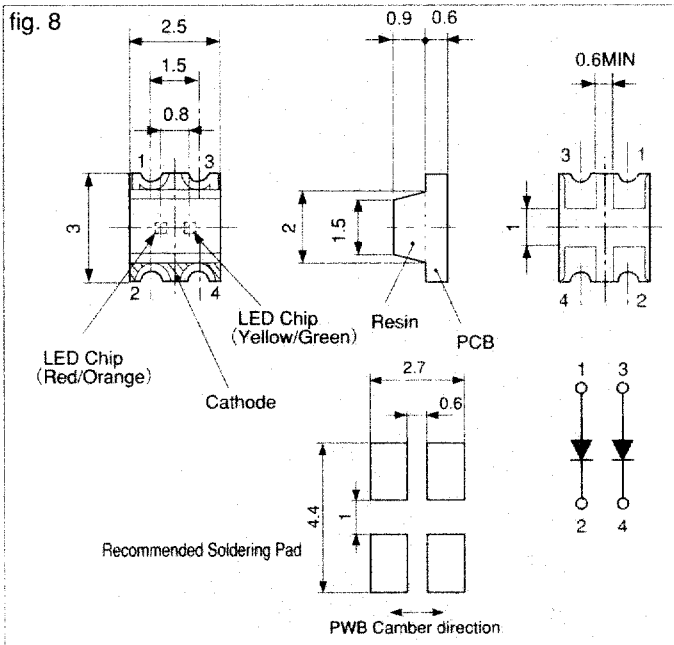 fig. 8
2.5
1.5
0.8
1
3
3
2
4
LED Chip
(Yellow/Green)
LED Chip
(Red/Orange)
Cathode
0.9
0.6
2
1.5
Resin
PCB
0.6MIN
3
1
1
4
2
2.7
0.6
4.4
1
Recommended Soldering Pad
PWB Camber direction
1
3
2
4